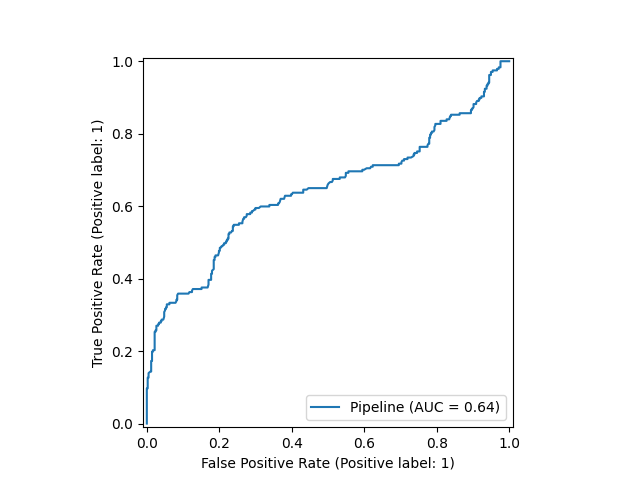 1.0
0.8
0.6
0.4
0.2
0.0
True Positive Rate (Positive label: 1)
Pipeline (AUC = 0.64)
0.0 0.2 0.4 0.6 0.8 1.0
False Positive Rate (Positive label: 1)